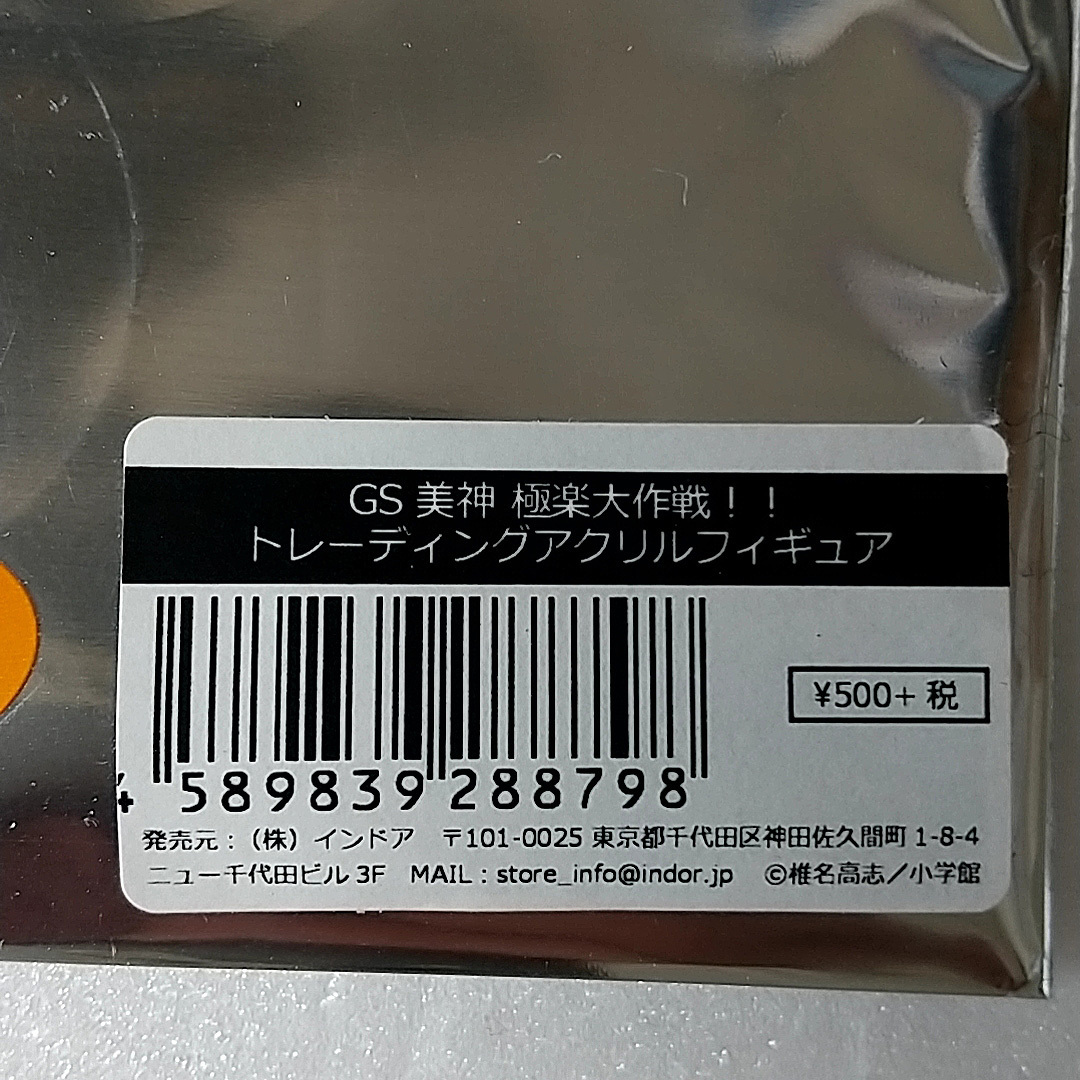 GS 美神 極楽大作戦！！
トレーディングアクリルフィギュア
¥500+ 税
4 589839 288798
発売元：（株）インドア　〒101-0025 東京都千代田区神田佐久間町 1-8-4
ニュー千代田ビル 3F　MAIL：store_info@indor.jp　©椎名高志／小学館